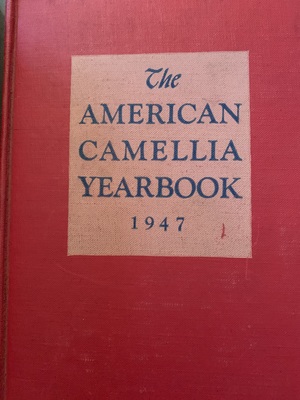 The
AMERICAN
CAMELLIA
YEARBOOK
1947